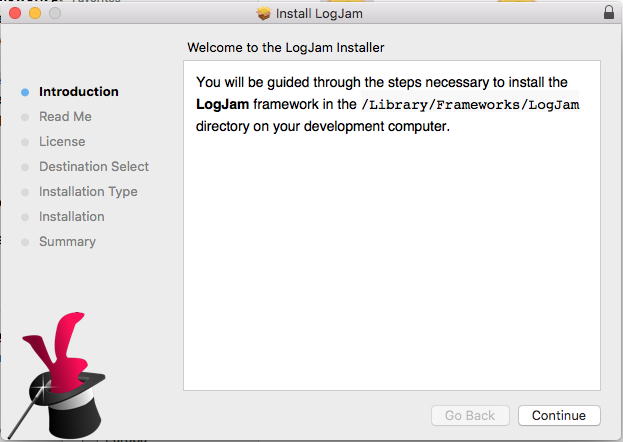 Install LogJam
Welcome to the LogJam Installer
Introduction
Read Me
License
Destination Select
Installation Type
Installation
Summary
You will be guided through the steps necessary to install the
LogJam framework in the /Library/Frameworks/LogJam
directory on your development computer.
Go Back
Continue